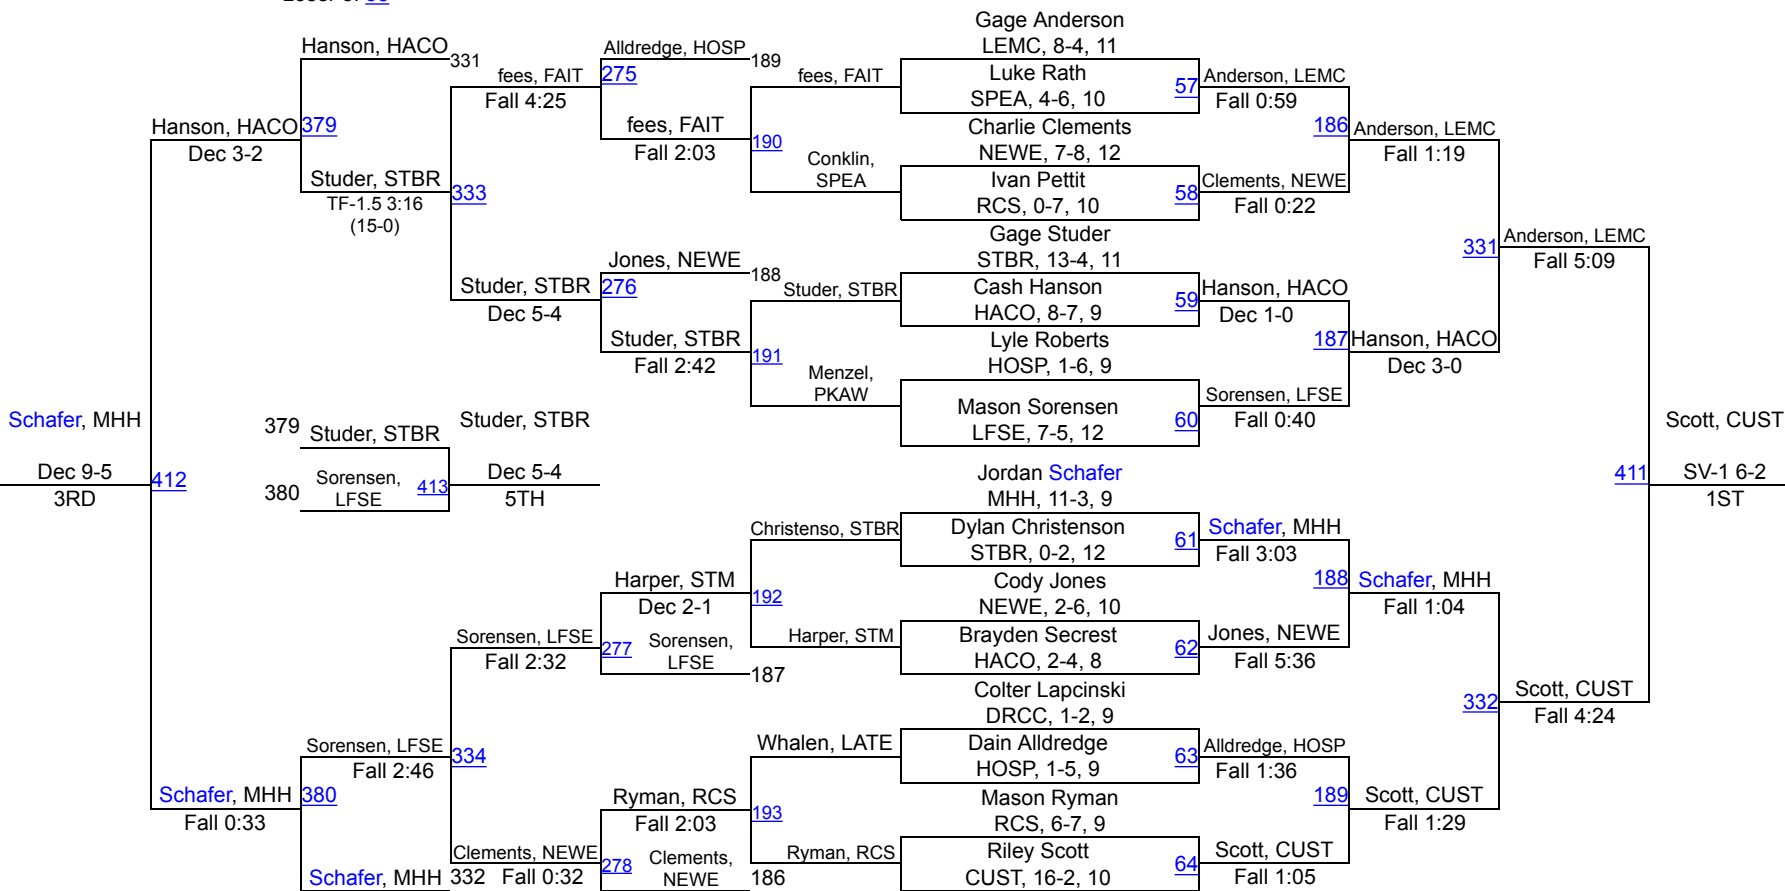 Hanson, HACO
331
Hanson, HACO
379
Dec 3-2
Studer, STBR
TF-1.5 3:16
(15-0)
fees, FAIT
Fall 4:25
333
Studer, STBR
Dec 5-4
Alldredge, HOSP
189
275
fees, FAIT
Fall 2:03
190
Jones, NEWE
188
276
Studer, STBR
Fall 2:42
191
fees, FAIT
Conklin,
SPEA
Studer, STBR
Menzel,
PKAW
Gage Anderson
LEMC, 8-4, 11
Luke Rath
SPEA, 4-6, 10
57
Charlie Clements
NEWE, 7-8, 12
Ivan Pettit
RCS, 0-7, 10
58
Gage Studer
STBR, 13-4, 11
Cash Hanson
HACO, 8-7, 9
59
Lyle Roberts
HOSP, 1-6, 9
Mason Sorensen
LFSE, 7-5, 12
60
Anderson, LEMC
Fall 0:59
186
Clements, NEWE
Fall 0:22
Hanson, HACO
Dec 1-0
187
Sorensen, LFSE
Fall 0:40
Anderson, LEMC
Fall 1:19
331
Hanson, HACO
Dec 3-0
Anderson, LEMC
Fall 5:09
Schafer, MHH
Dec 9-5
3RD
412
379
Studer, STBR
380
Sorensen,
LFSE
413
Studer, STBR
Dec 5-4
5TH
Scott, CUST
411
SV-1 6-2
1ST
Jordan Schafer
MHH, 11-3, 9
Dylan Christenson
STBR, 0-2, 12
61
Cody Jones
NEWE, 2-6, 10
Brayden Secrest
HACO, 2-4, 8
62
Colter Lapcinski
DRCC, 1-2, 9
Dain Alldredge
HOSP, 1-5, 9
63
Mason Ryman
RCS, 6-7, 9
Riley Scott
CUST, 16-2, 10
64
Christenso, STBR
Harper, STM
Whalen, LATE
Ryman, RCS
Harper, STM
Dec 2-1
192
277
Sorensen,
LFSE
187
Ryman, RCS
Fall 2:03
193
278
Clements,
NEWE
186
Sorensen, LFSE
Fall 2:32
334
Clements, NEWE
Fall 0:32
Sorensen, LFSE
Fall 2:46
380
Schafer, MHH
332
Schafer, MHH
Fall 0:33
Schafer, MHH
Fall 3:03
188
Jones, NEWE
Fall 5:36
Alldredge, HOSP
Fall 1:36
189
Scott, CUST
Fall 1:05
Schafer, MHH
Fall 1:04
332
Scott, CUST
Fall 1:29
Scott, CUST
Fall 4:24